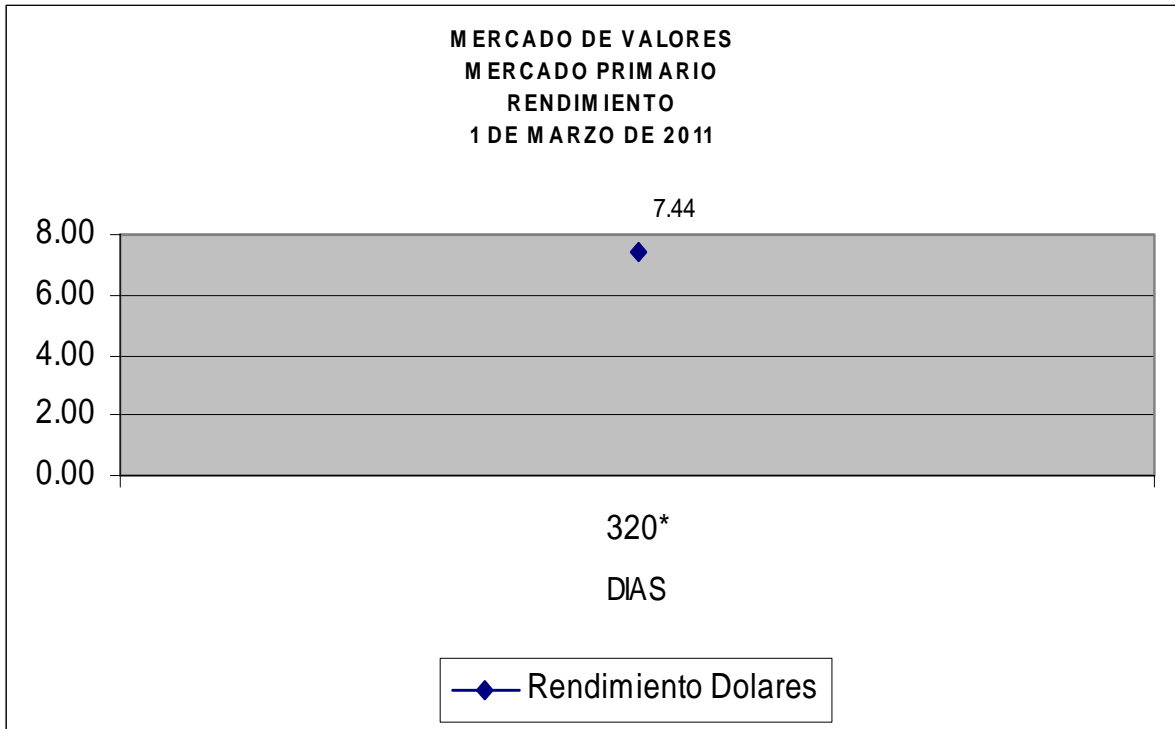 MERCADO DE VALORES
MERCADO PRIMARIO
RENDIMIENTO
1 DE MARZO DE 2011
7.44
8.00
6.00
4.00
2.00
0.00
320*
DIAS
Rendimiento Dolares